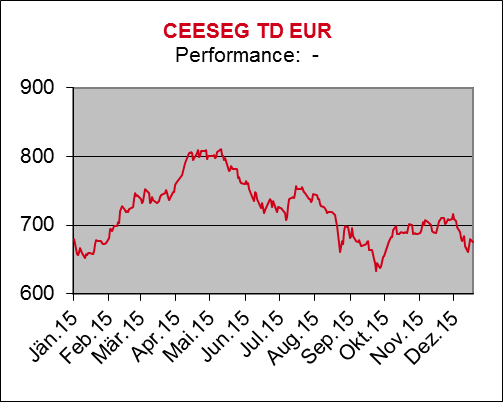 CEESEG TD EUR
Performance: -
900
800
700
600
Jän. 15
Feb. 15
Mär. 15
Apr. 15
Mai. 15
Jun. 15
Jul. 15
Aug. 15
Sep. 15
Okt. 15
Nov. 15
Dez. 15